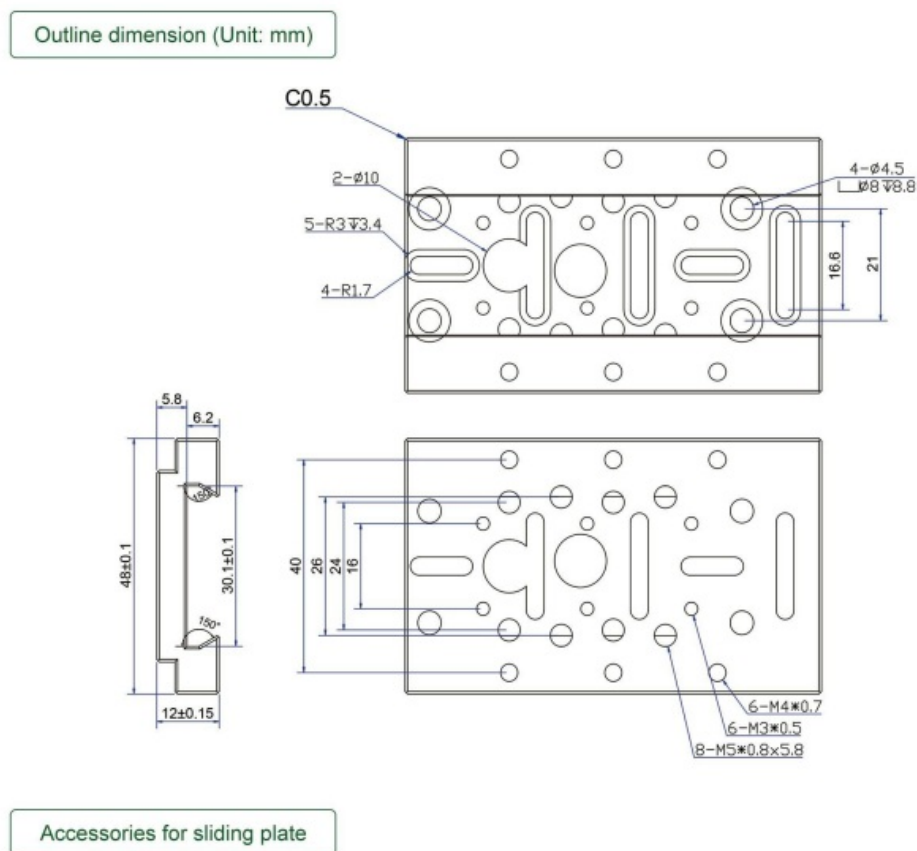 Outline dimension (Unit: mm)
C0.5
2-ø10
4-ø4.5
⌴ø8↧8.8
5-R3↧3.4
4-R1.7
16.6
21
5.8
6.2
150°
48±0.1
30.1±0.1
150°
12±0.15
40
26
24
16
6-M4*0.7
6-M3*0.5
8-M5*0.8×5.8
Accessories for sliding plate